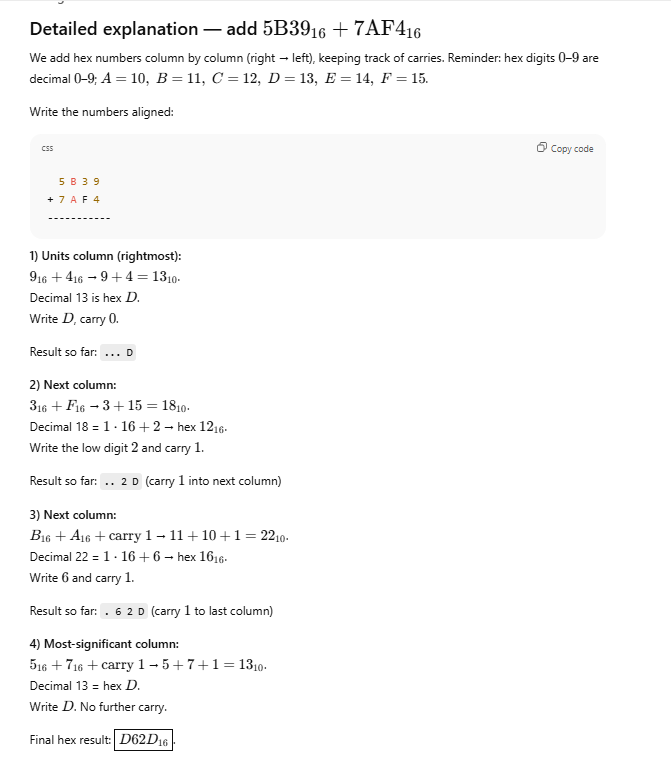 Detailed explanation — add 5B39₁₆ + 7AF4₁₆
We add hex numbers column by column (right → left), keeping track of carries. Reminder: hex digits 0–9 are
decimal 0–9; A = 10, B = 11, C = 12, D = 13, E = 14, F = 15.
Write the numbers aligned:
css
Copy code
5 B 3 9
+ 7 A F 4
-----------
1) Units column (rightmost):
9₁₆ + 4₁₆ → 9 + 4 = 13₁₀.
Decimal 13 is hex D.
Write D, carry 0.
Result so far: ... D
2) Next column:
3₁₆ + F₁₆ → 3 + 15 = 18₁₀.
Decimal 18 = 1 · 16 + 2 → hex 12₁₆.
Write the low digit 2 and carry 1.
Result so far: .. 2 D (carry 1 into next column)
3) Next column:
B₁₆ + A₁₆ + carry 1 → 11 + 10 + 1 = 22₁₀.
Decimal 22 = 1 · 16 + 6 → hex 16₁₆.
Write 6 and carry 1.
Result so far: . 6 2 D (carry 1 to last column)
4) Most-significant column:
5₁₆ + 7₁₆ + carry 1 → 5 + 7 + 1 = 13₁₀.
Decimal 13 = hex D.
Write D. No further carry.
Final hex result: D62D₁₆.